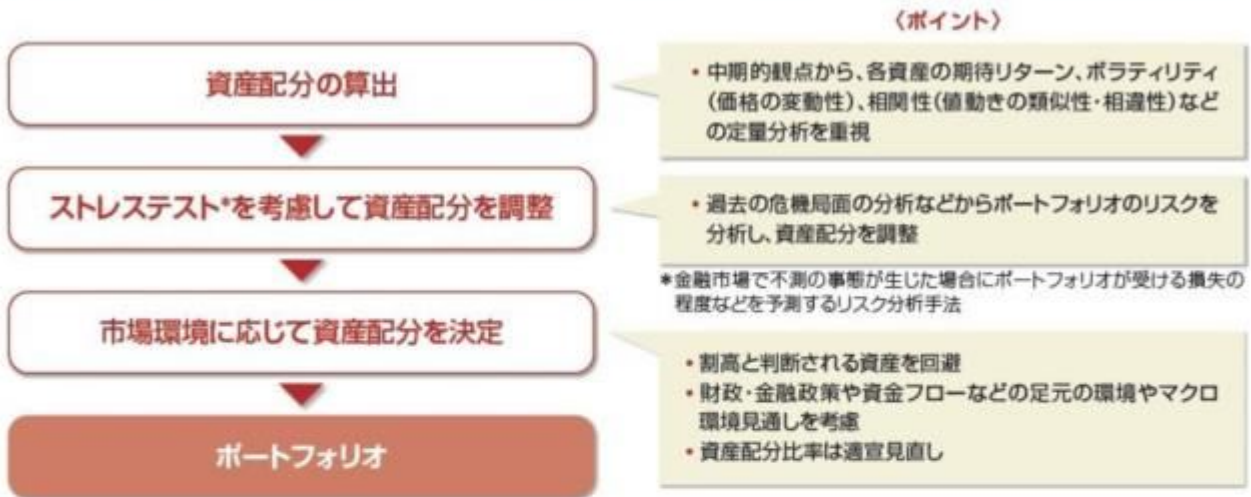 〈ポイント〉
資産配分の算出
• 中期的観点から、各資産の期待リターン、ボラティリティ
(価格の変動性)、相関性(値動きの類似性・相違性)など
の定量分析を重視
ストレステスト*を考慮して資産配分を調整
• 過去の危機局面の分析などからポートフォリオのリスクを
分析し、資産配分を調整
*金融市場で不測の事態が生じた場合にポートフォリオが受ける損失の
程度などを予測するリスク分析手法
市場環境に応じて資産配分を決定
• 割高と判断される資産を回避
• 財政・金融政策や資金フローなどの足元の環境やマクロ
環境見通しを考慮
• 資産配分比率は適宜見直し
ポートフォリオ